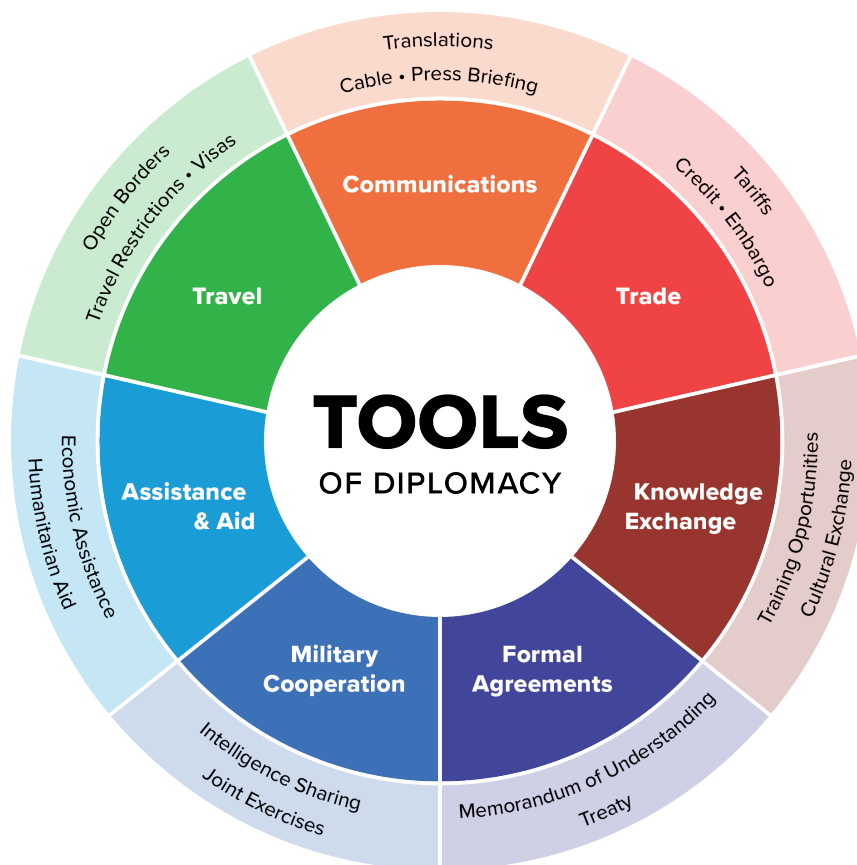 TOOLS
OF DIPLOMACY
Translations
Cable • Press Briefing
Communications
Tariffs
Credit • Embargo
Trade
Knowledge
Exchange
Training Opportunities
Cultural Exchange
Formal
Agreements
Memorandum of Understanding
Treaty
Military
Cooperation
Intelligence Sharing
Joint Exercises
Assistance
& Aid
Economic Assistance
Humanitarian Aid
Open Borders
Travel Restrictions • Visas
Travel